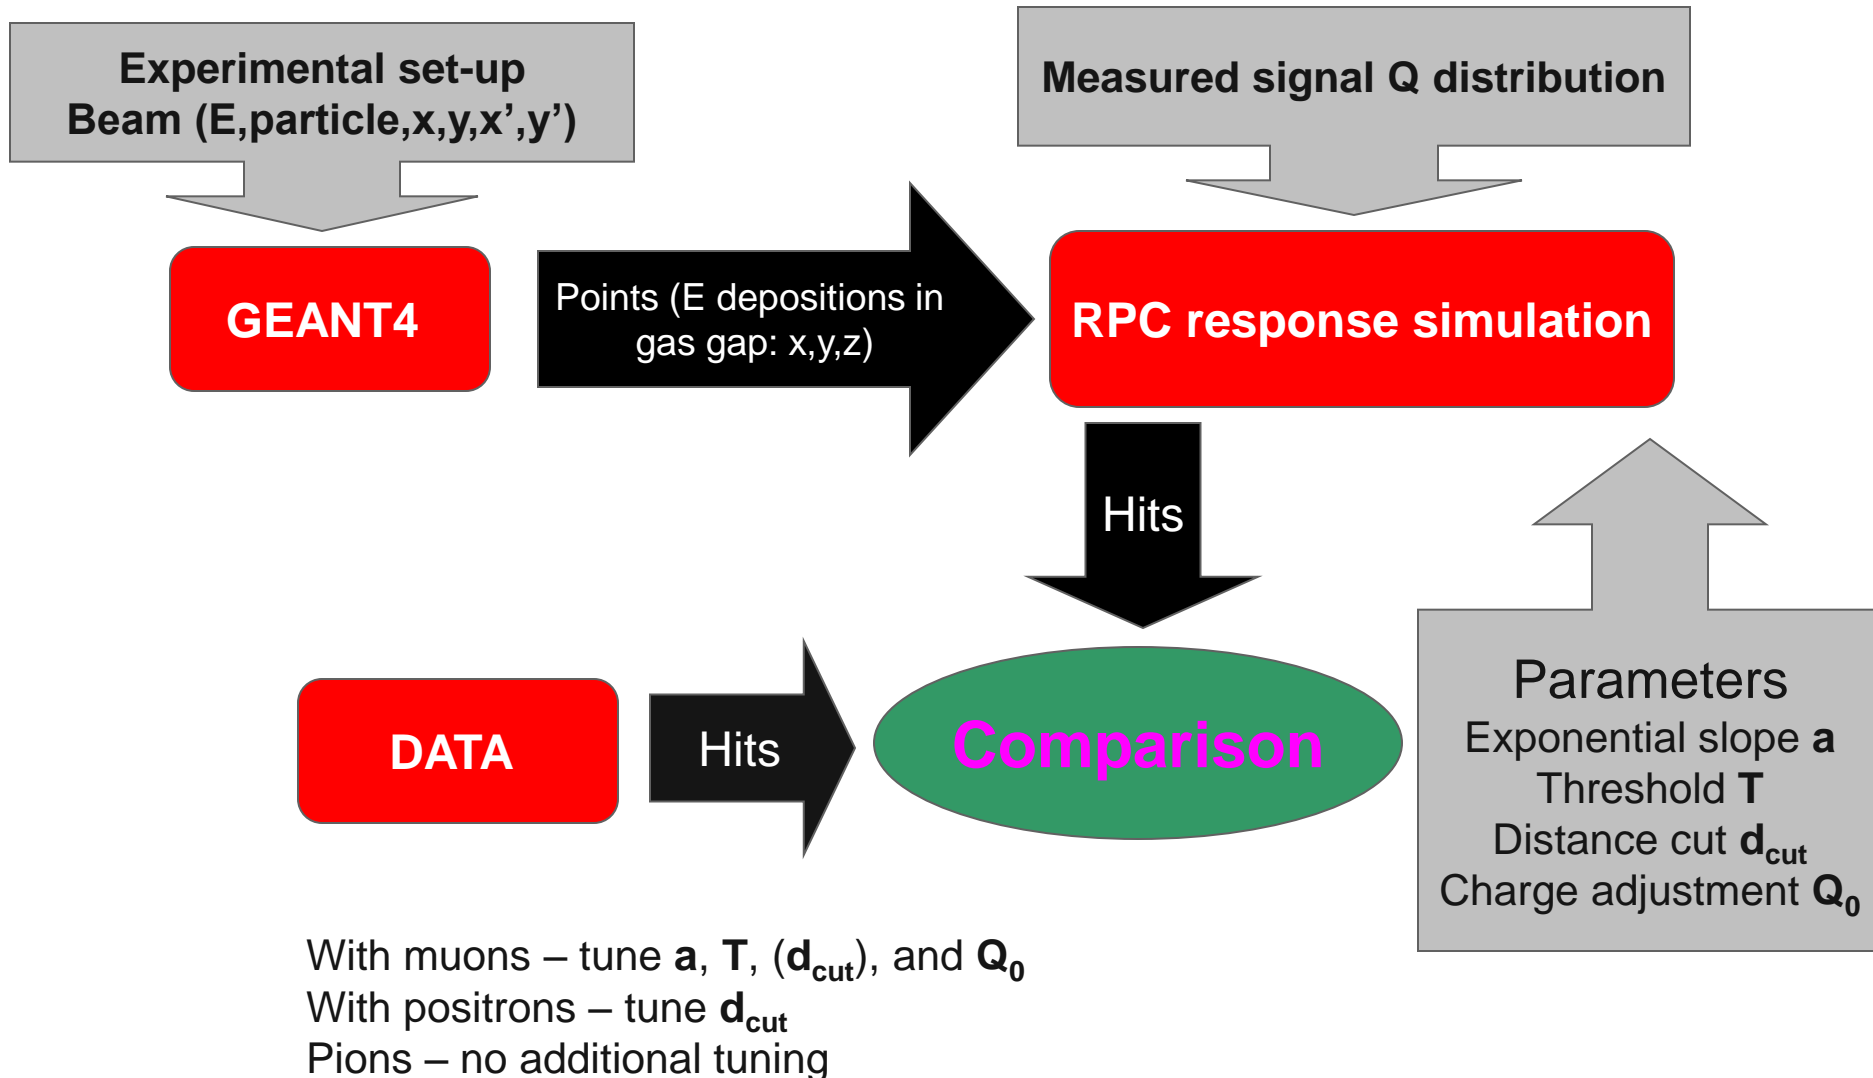 Experimental set-up
Beam (E,particle,x,y,x’,y’)
Measured signal Q distribution
GEANT4
Points (E depositions in
gas gap: x,y,z)
RPC response simulation
Hits
DATA
Hits
Comparison
Parameters
Exponential slope a
Threshold T
Distance cut dcut
Charge adjustment Q0
With muons – tune a, T, (dcut), and Q0
With positrons – tune dcut
Pions – no additional tuning